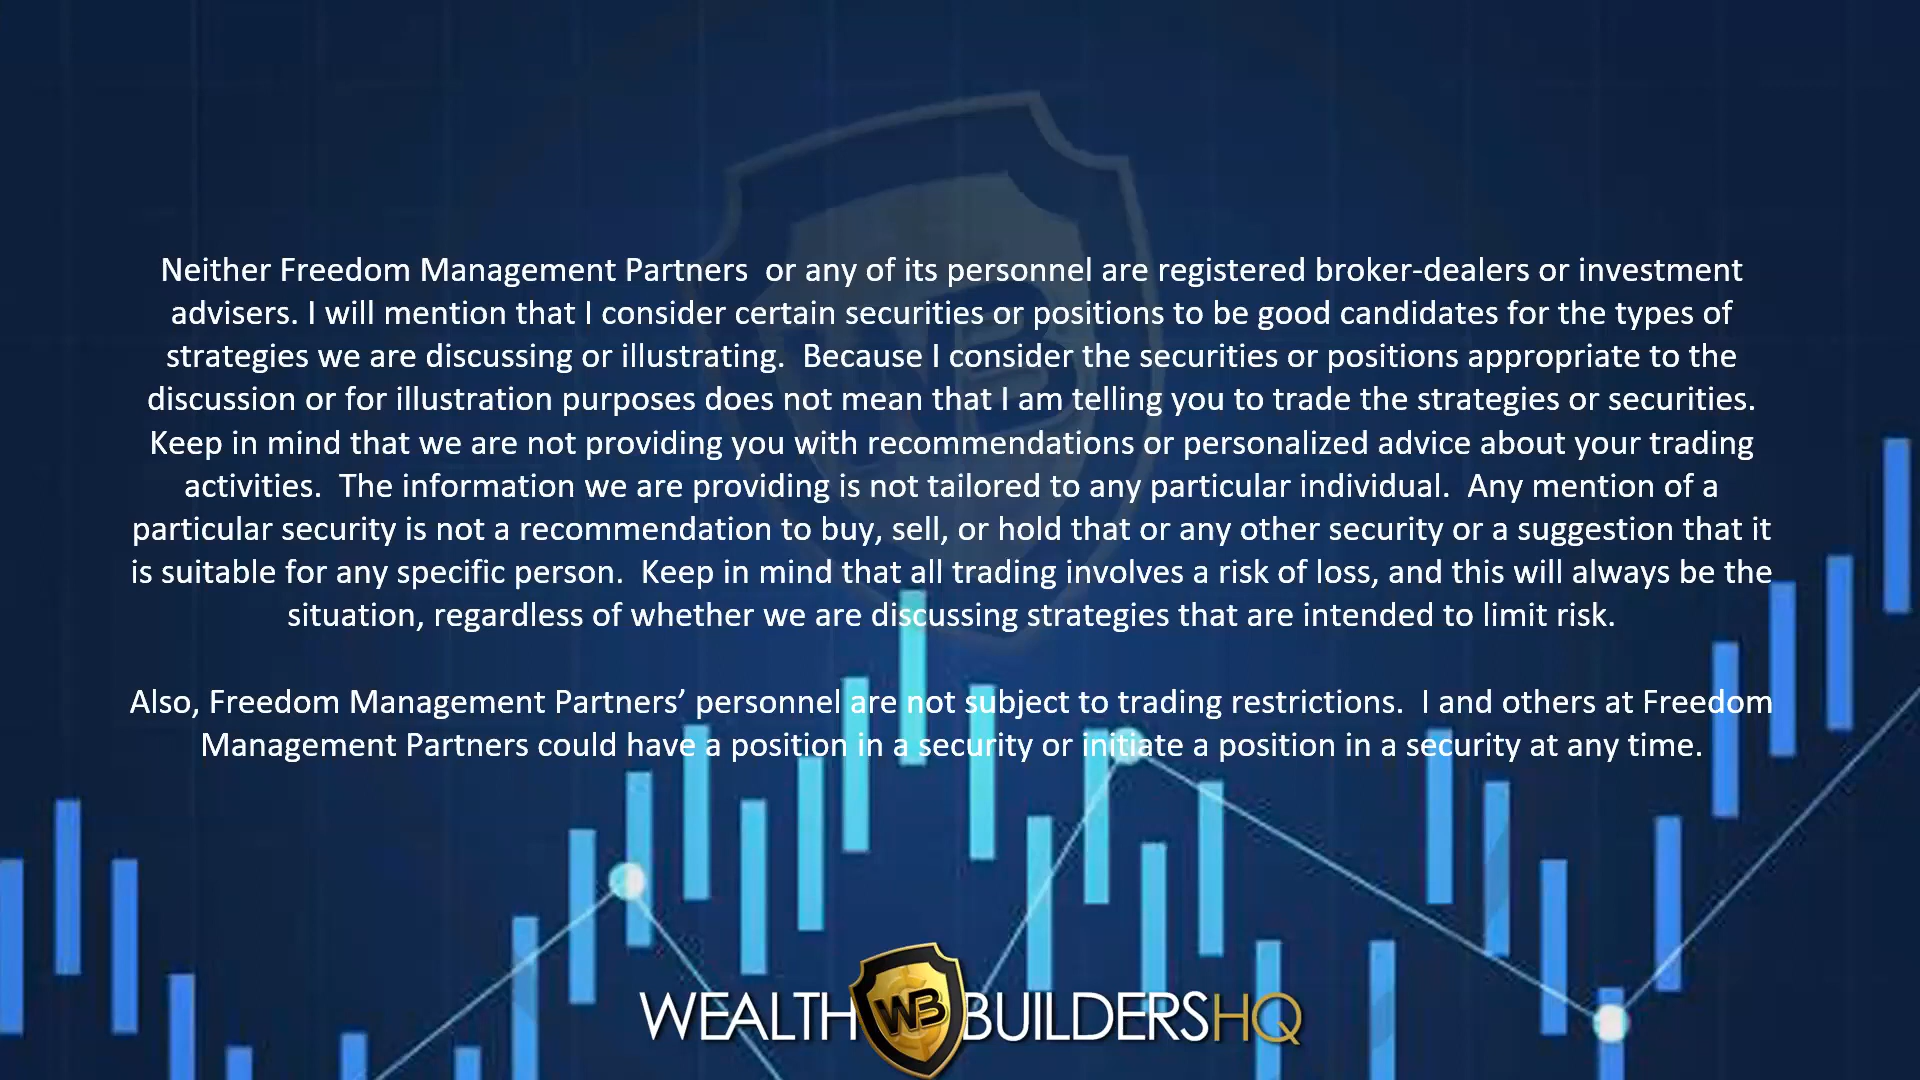 Neither Freedom Management Partners  or any of its personnel are registered broker-dealers or investment
advisers. I will mention that I consider certain securities or positions to be good candidates for the types of
strategies we are discussing or illustrating.  Because I consider the securities or positions appropriate to the
discussion or for illustration purposes does not mean that I am telling you to trade the strategies or securities.
Keep in mind that we are not providing you with recommendations or personalized advice about your trading
activities.  The information we are providing is not tailored to any particular individual.  Any mention of a
particular security is not a recommendation to buy, sell, or hold that or any other security or a suggestion that it
is suitable for any specific person.  Keep in mind that all trading involves a risk of loss, and this will always be the
situation, regardless of whether we are discussing strategies that are intended to limit risk.
Also, Freedom Management Partners’ personnel are not subject to trading restrictions.  I and others at Freedom
Management Partners could have a position in a security or initiate a position in a security at any time.
WEALTH WB BUILDERSHQ